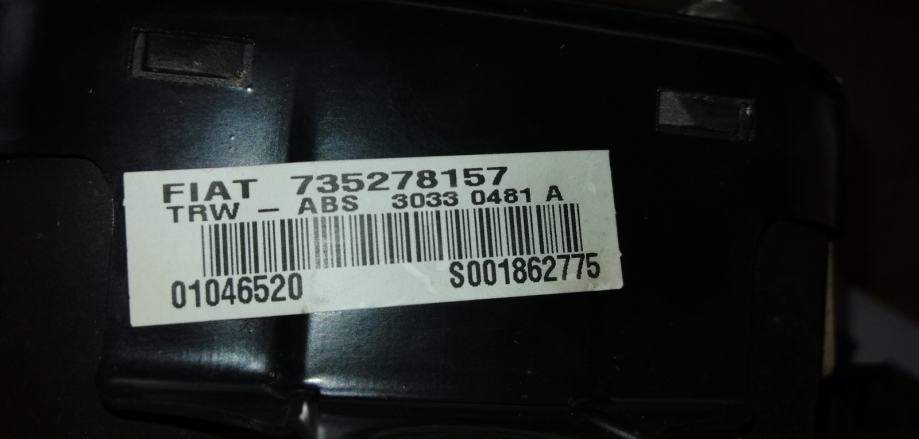 FIAT 735278157
TRW - ABS 3033 0481 A
01046520 S001862775